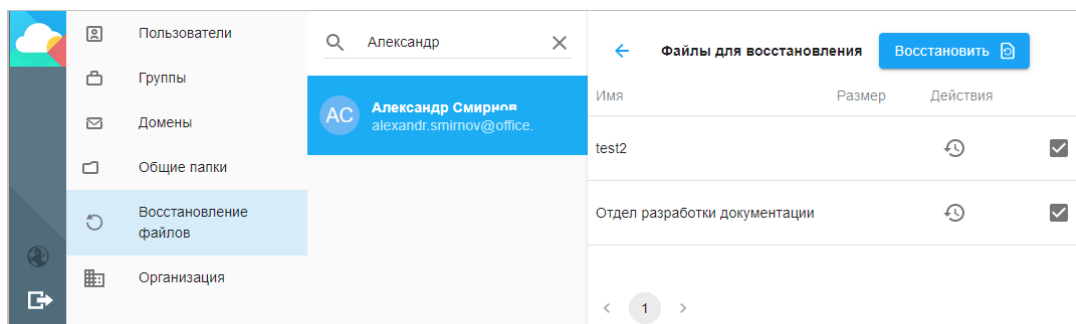 Пользователи
Группы
Домены
Общие папки
Восстановление
файлов
Организация
Александр
АС
Александр Смирнов
alexandr.smirnov@office.
Файлы для восстановления
Восстановить
Имя Размер Действия
test2
Отдел разработки документации
< 1 >